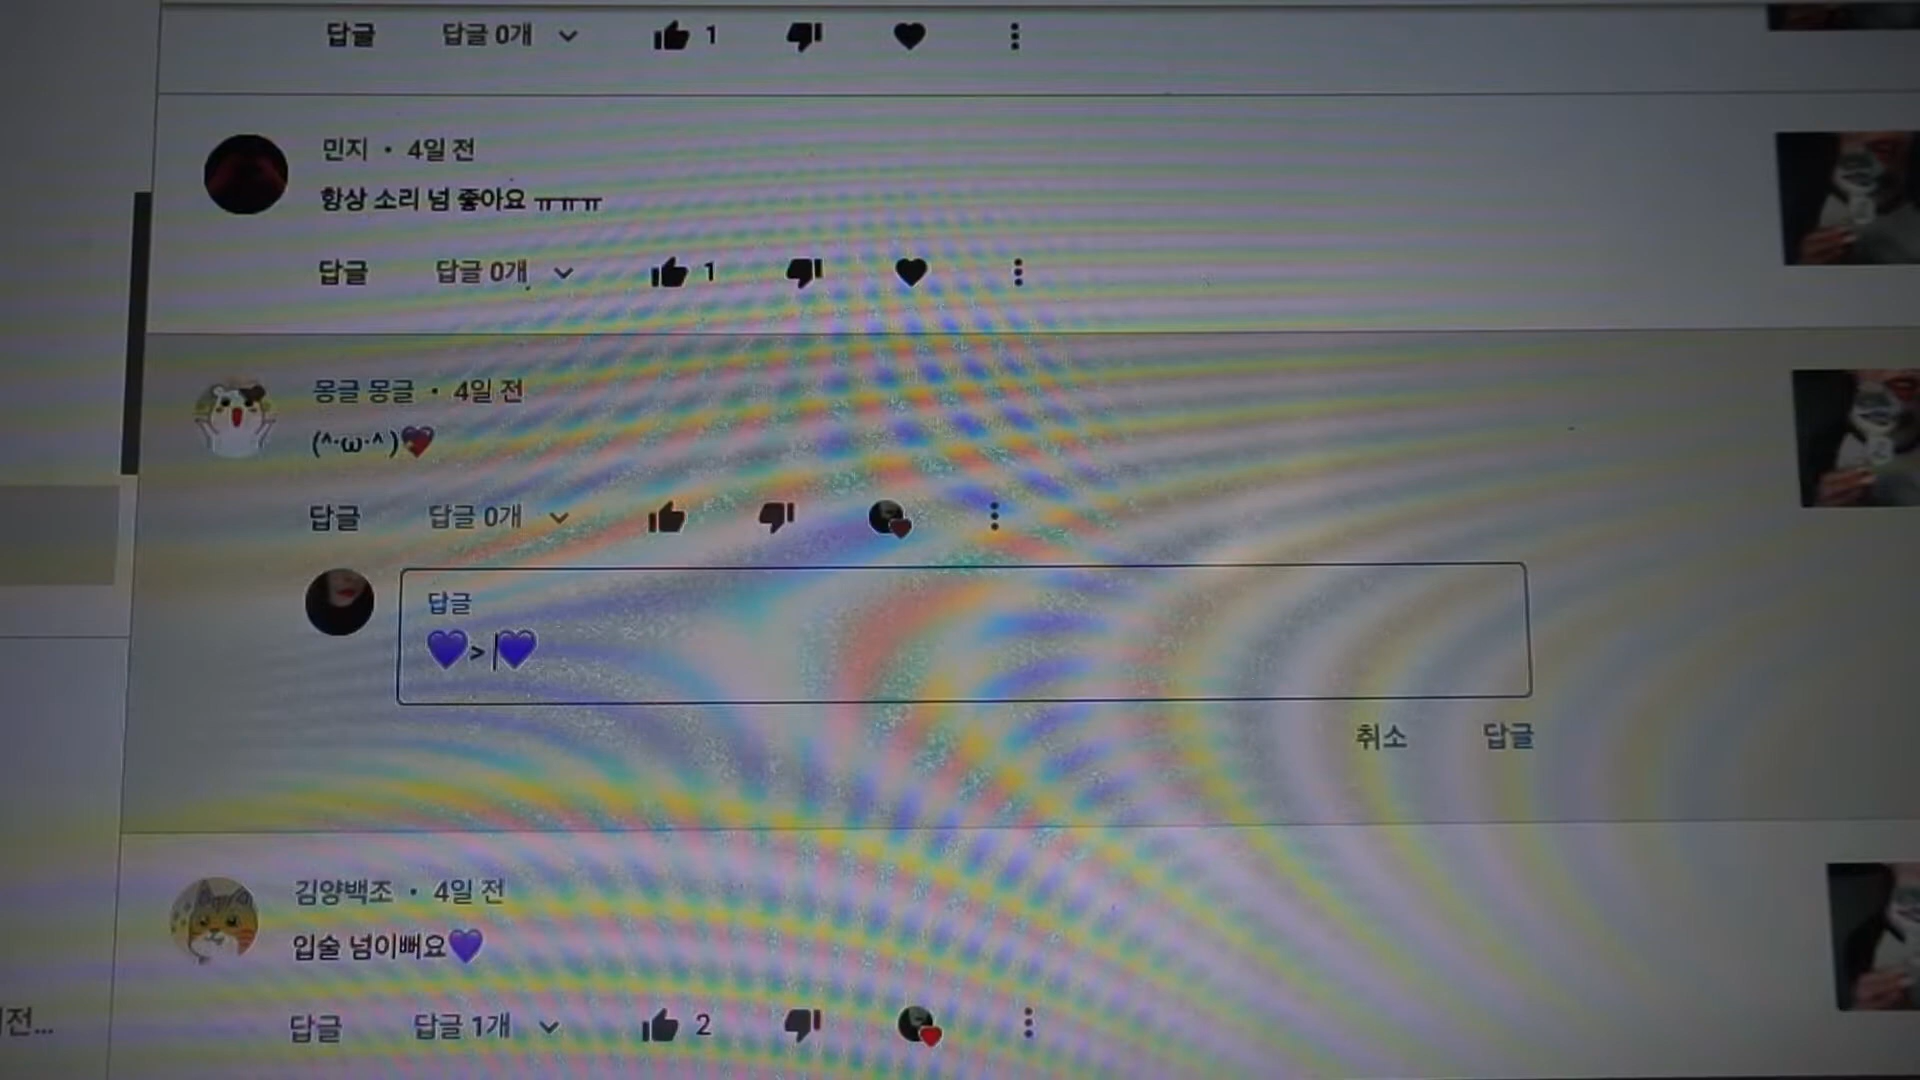 답글 답글 0개 1
민지 • 4일 전
항상 소리 넘 좋아요 ㅠㅠㅠ
답글 답글 0개 1
몽글 몽글 • 4일 전
(^·ω·^ )💖
답글 답글 0개
답글
💜> 💜
취소 답글
김양백조 • 4일 전
입술 넘이뻐요💜
전...
답글 답글 1개 2